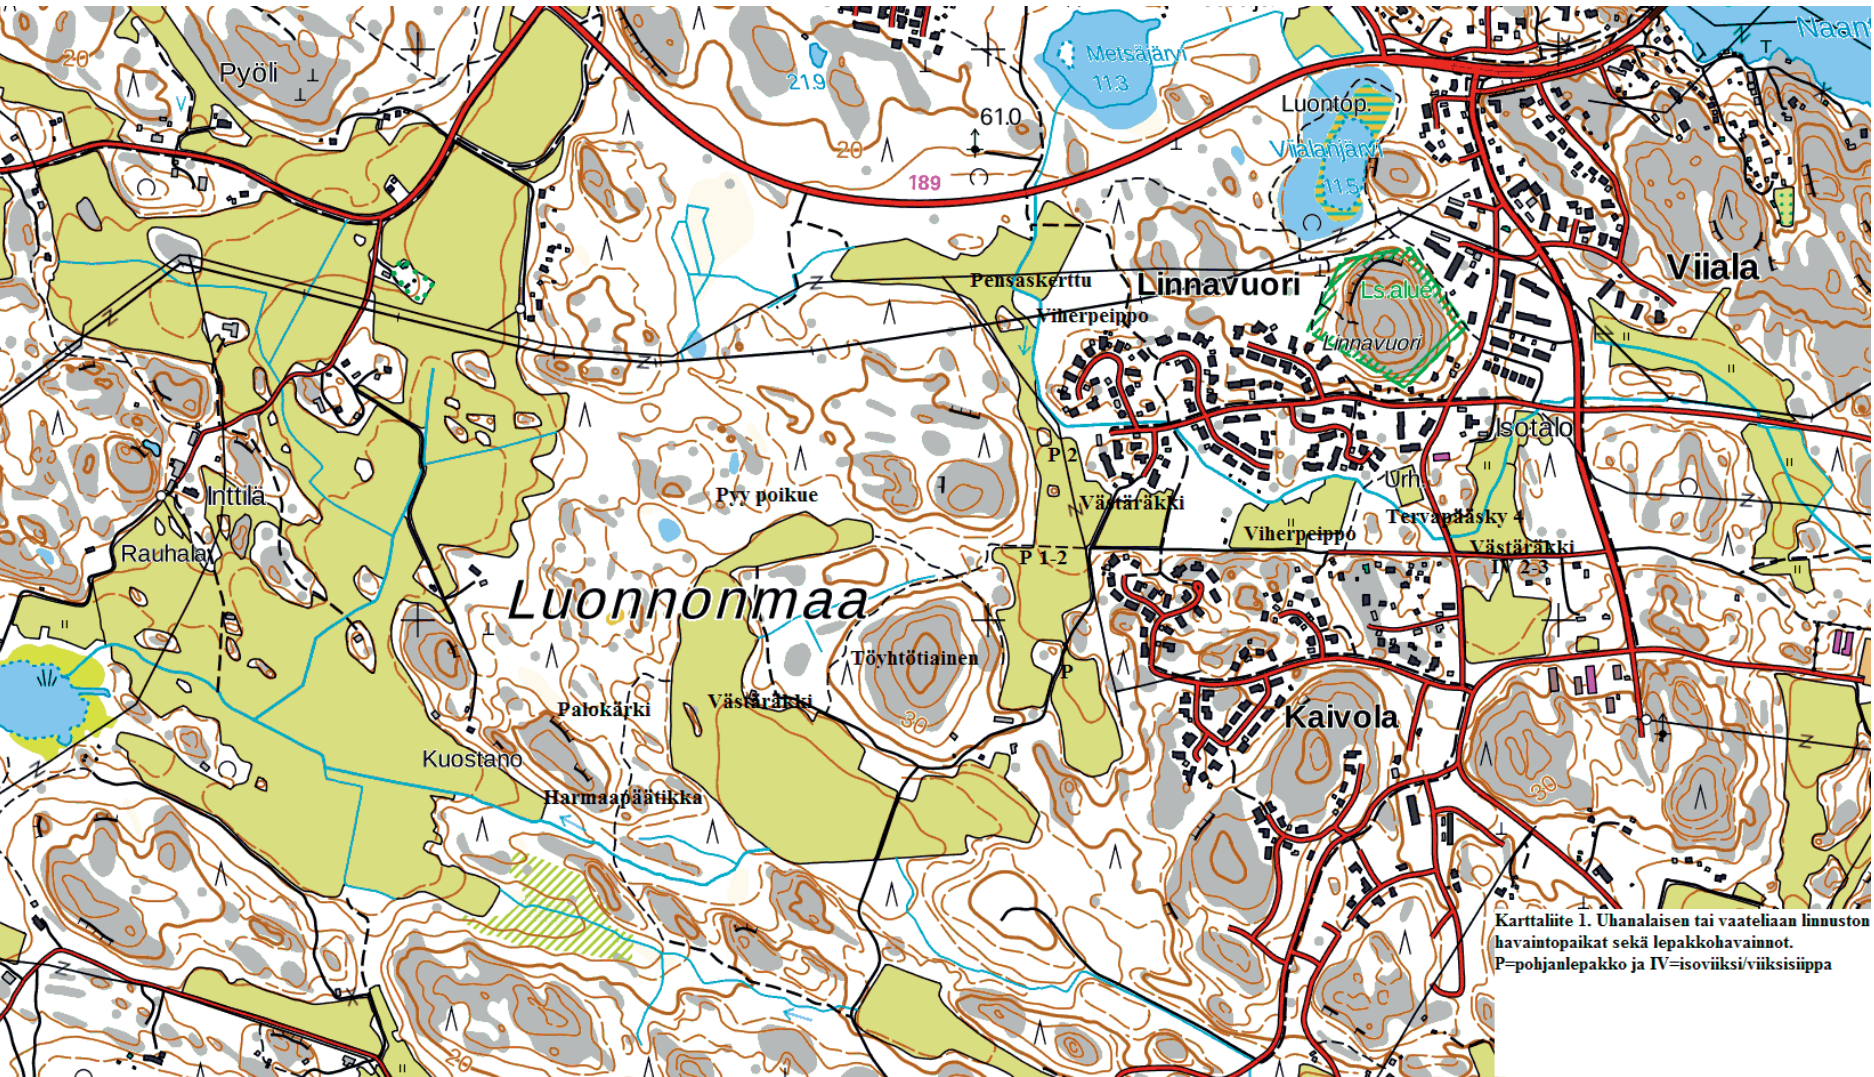 Naan
Metsäjärvi
11.3
21.9
20
Pyöli
V
Luontop.
61.0
Viialanjärvi
11.5
20
189
Viiala
Pensaskerttu
Linnavuori
Ls.alue
Viherpeippo
Linnavuori
Isotalo
P 2
Urh.
Inttilä
Pyy poikue
Västäräkki
Tervapääsky 4
Viherpeippo
Västäräkki
IV 2-3
Rauhala
P 1-2
Luonnonmaa
Töyhtötiainen
P
Västäräkki
Palokärki
30
Kaivola
Kuostano
30
Harmaapäätikka
Karttaliite 1. Uhanalaisen tai vaateliaan linnuston
havaintopaikat sekä lepakkohavainnot.
P=pohjanlepakko ja IV=isoviiksi/viiksisiippa
20